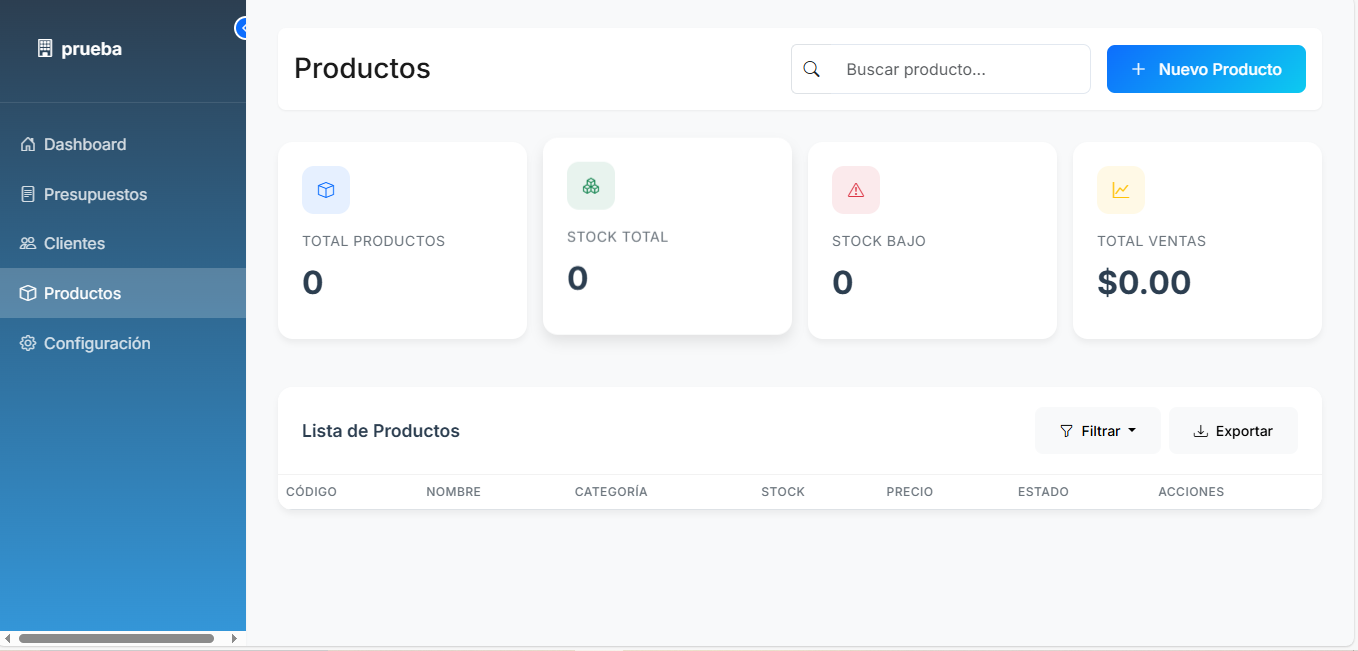 prueba
Dashboard
Presupuestos
Clientes
Productos
Configuración
Productos
Buscar producto...
+ Nuevo Producto
TOTAL PRODUCTOS
0
STOCK TOTAL
0
STOCK BAJO
0
TOTAL VENTAS
$0.00
Lista de Productos
Filtrar
Exportar
CÓDIGO NOMBRE CATEGORÍA STOCK PRECIO ESTADO ACCIONES